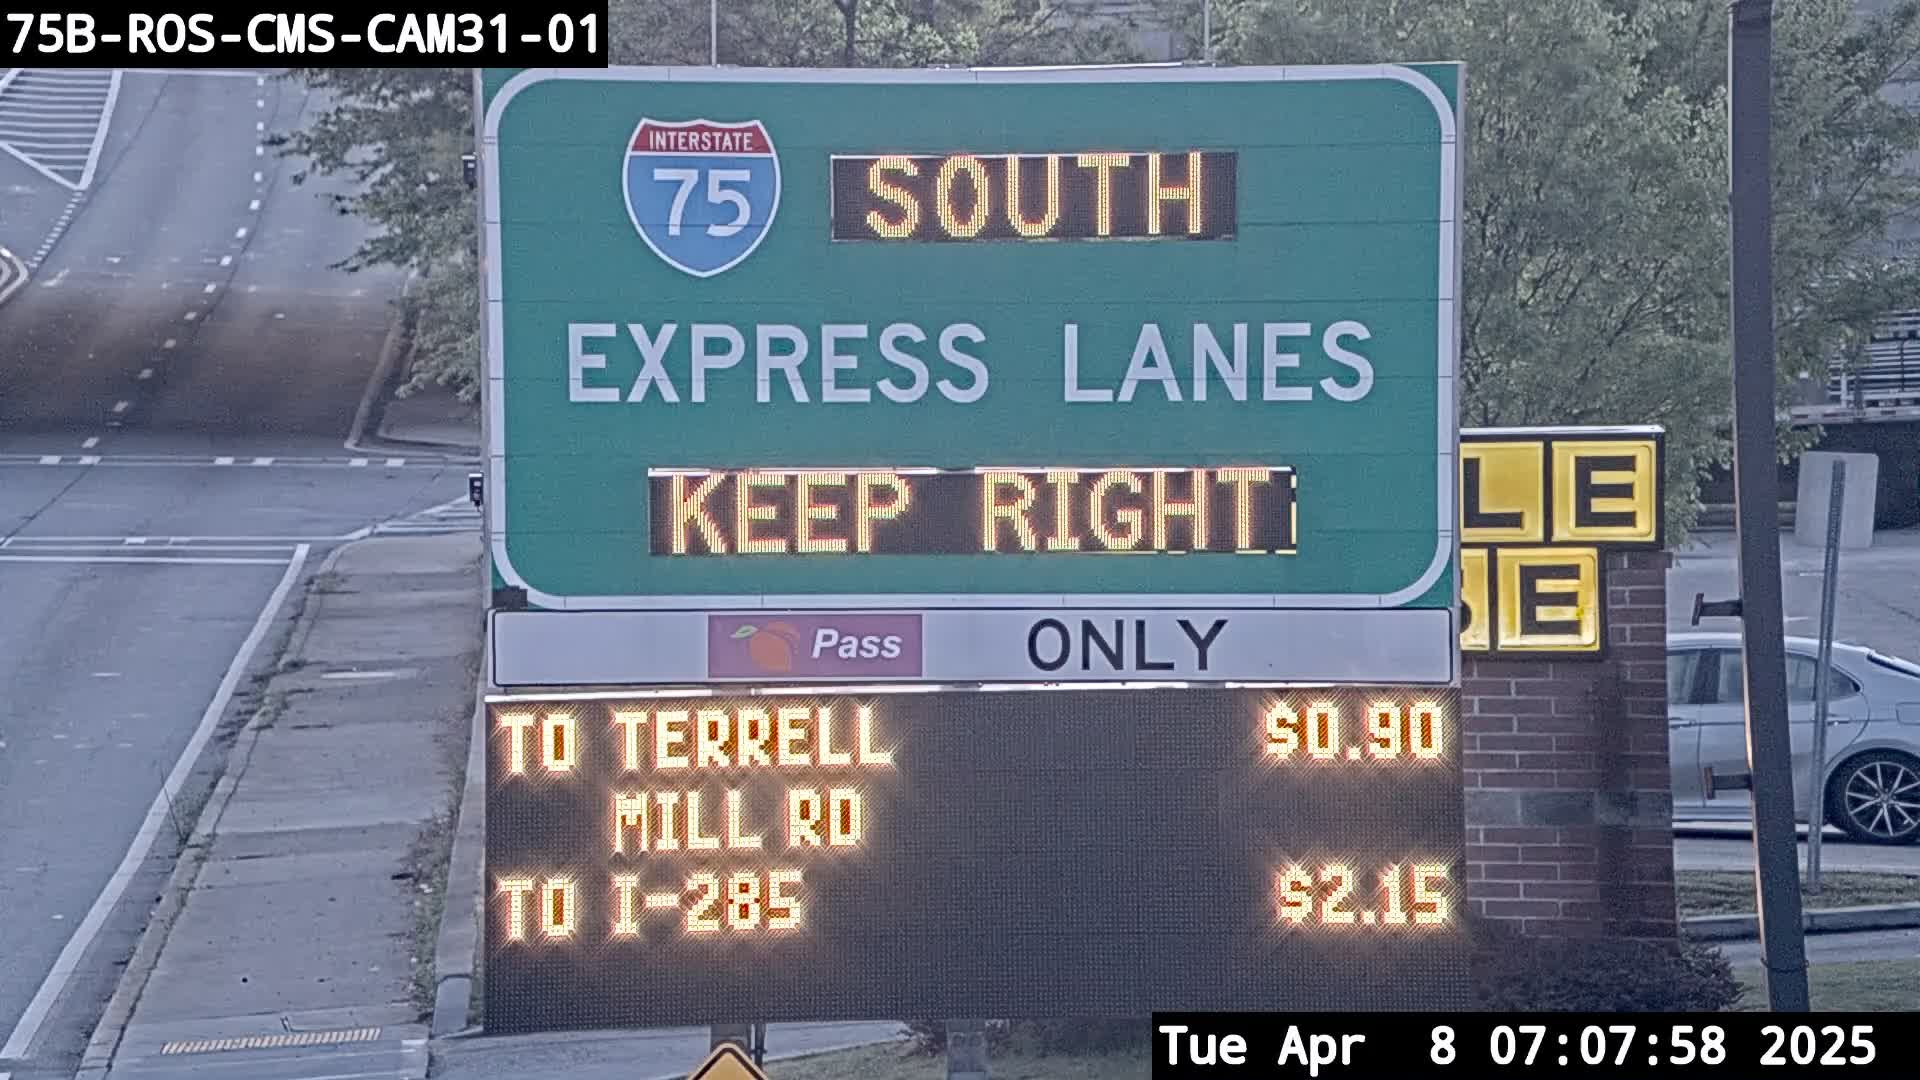 75B-ROS-CMS-CAM31-01
INTERSTATE
75
SOUTH
EXPRESS LANES
KEEP RIGHT
Pass ONLY
TO TERRELL $0.90
MILL RD
TO I-285 $2.15
LE
E
Tue Apr 8 07:07:58 2025